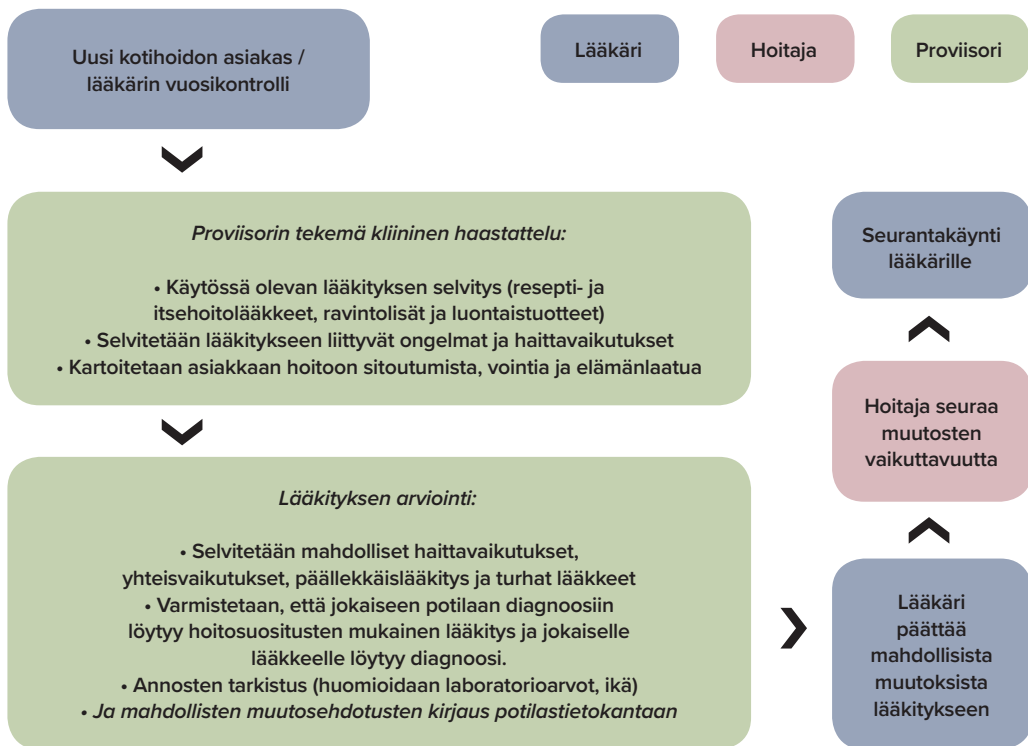 Uusi kotihoidon asiakas /
lääkärin vuosikontrolli
Lääkäri
Hoitaja
Proviisori
Proviisorin tekemä kliininen haastattelu:
• Käytössä olevan lääkityksen selvitys (resepti- ja
itsehoitolääkkeet, ravintolisät ja luontaistuotteet)
• Selvitetään lääkitykseen liittyvät ongelmat ja haittavaikutukset
• Kartoitetaan asiakkaan hoitoon sitoutumista, vointia ja elämänlaatua
Lääkityksen arviointi:
• Selvitetään mahdolliset haittavaikutukset,
yhteisvaikutukset, päällekkäislääkitys ja turhat lääkkeet
• Varmistetaan, että jokaiseen potilaan diagnoosiin
löytyy hoitosuositusten mukainen lääkitys ja jokaiselle
lääkkeelle löytyy diagnoosi.
• Annosten tarkistus (huomioidaan laboratorioarvot, ikä)
• Ja mahdollisten muutosehdotusten kirjaus potilastietokantaan
Lääkäri
päättää
mahdollisista
muutoksista
lääkitykseen
Hoitaja seuraa
muutosten
vaikuttavuutta
Seurantakäynti
lääkärille